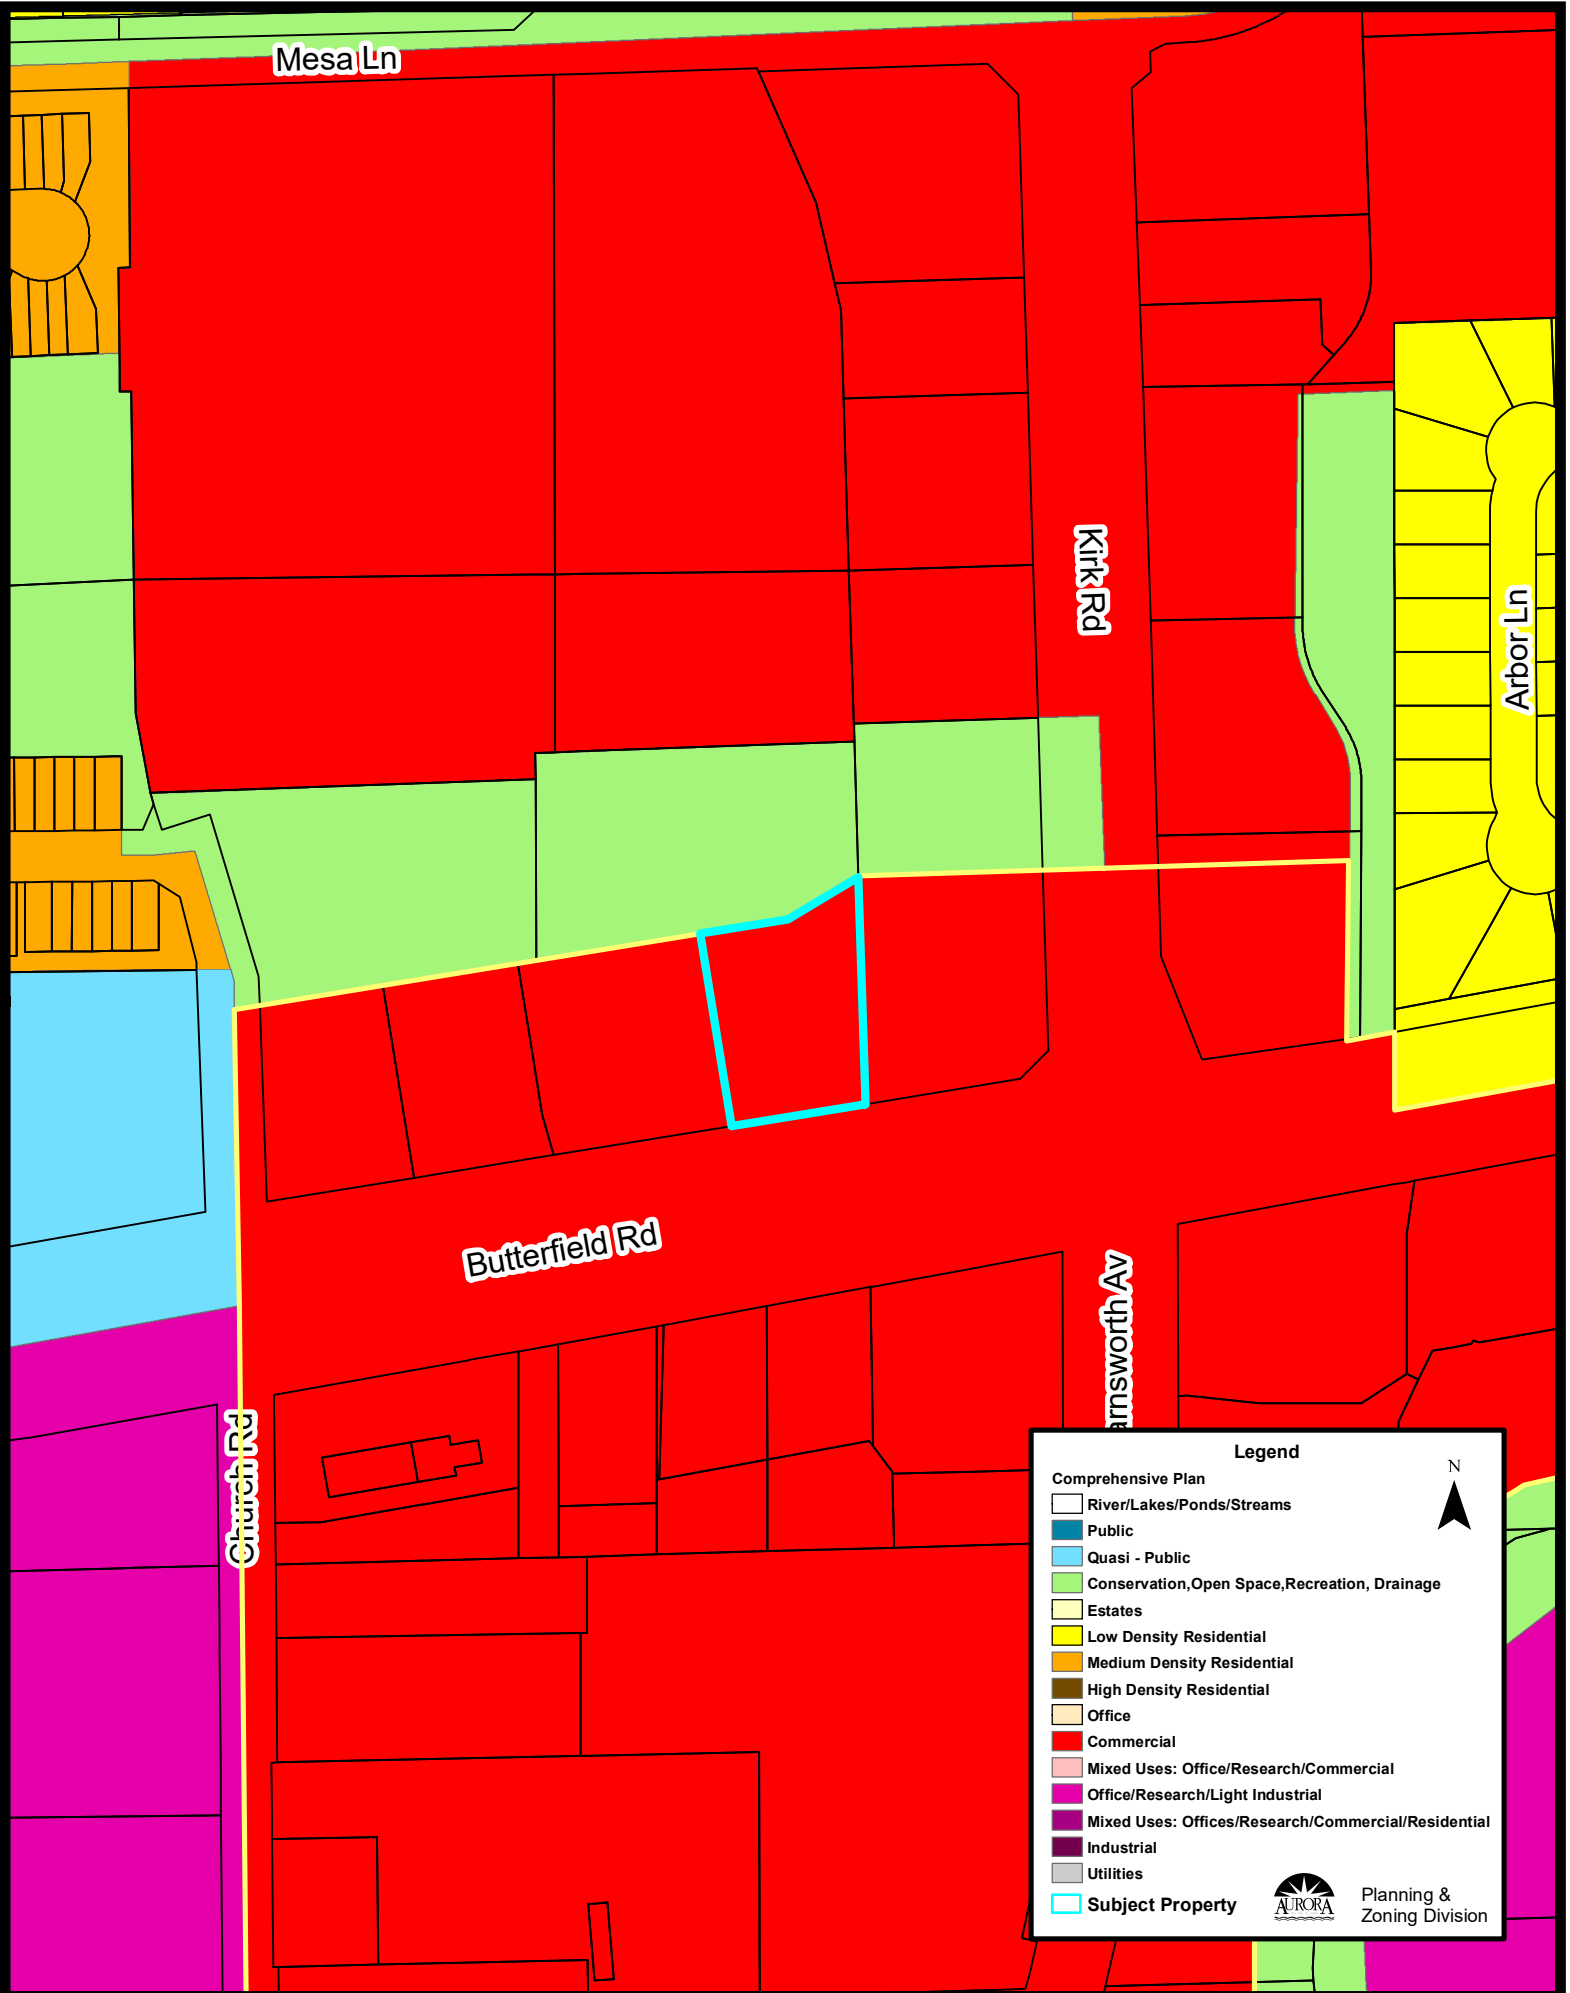 Mesa Ln
Kirk Rd
Arbor Ln
Butterfield Rd
arnsworth Av
Church Rd
Legend
N
Comprehensive Plan
River/Lakes/Ponds/Streams
Public
Quasi - Public
Conservation,Open Space,Recreation, Drainage
Estates
Low Density Residential
Medium Density Residential
High Density Residential
Office
Commercial
Mixed Uses: Office/Research/Commercial
Office/Research/Light Industrial
Mixed Uses: Offices/Research/Commercial/Residential
Industrial
Utilities
Subject Property
AURORA
Planning &
Zoning Division